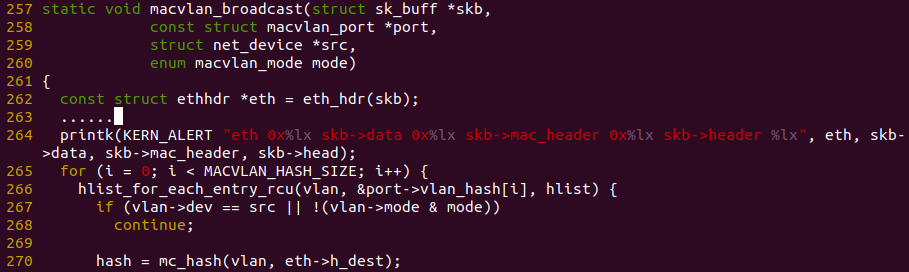 257 static void macvlan_broadcast(struct sk_buff *skb,
258             const struct macvlan_port *port,
259             struct net_device *src,
260             enum macvlan_mode mode)
261 {
262   const struct ethhdr *eth = eth_hdr(skb);
263   ......
264   printk(KERN_ALERT "eth 0x%lx skb->data 0x%lx skb->mac_header 0x%lx skb->header %lx", eth, skb-
>data, skb->mac_header, skb->head);
265   for (i = 0; i < MACVLAN_HASH_SIZE; i++) {
266     hlist_for_each_entry_rcu(vlan, &port->vlan_hash[i], hlist) {
267       if (vlan->dev == src || !(vlan->mode & mode))
268         continue;
269
270       hash = mc_hash(vlan, eth->h_dest);